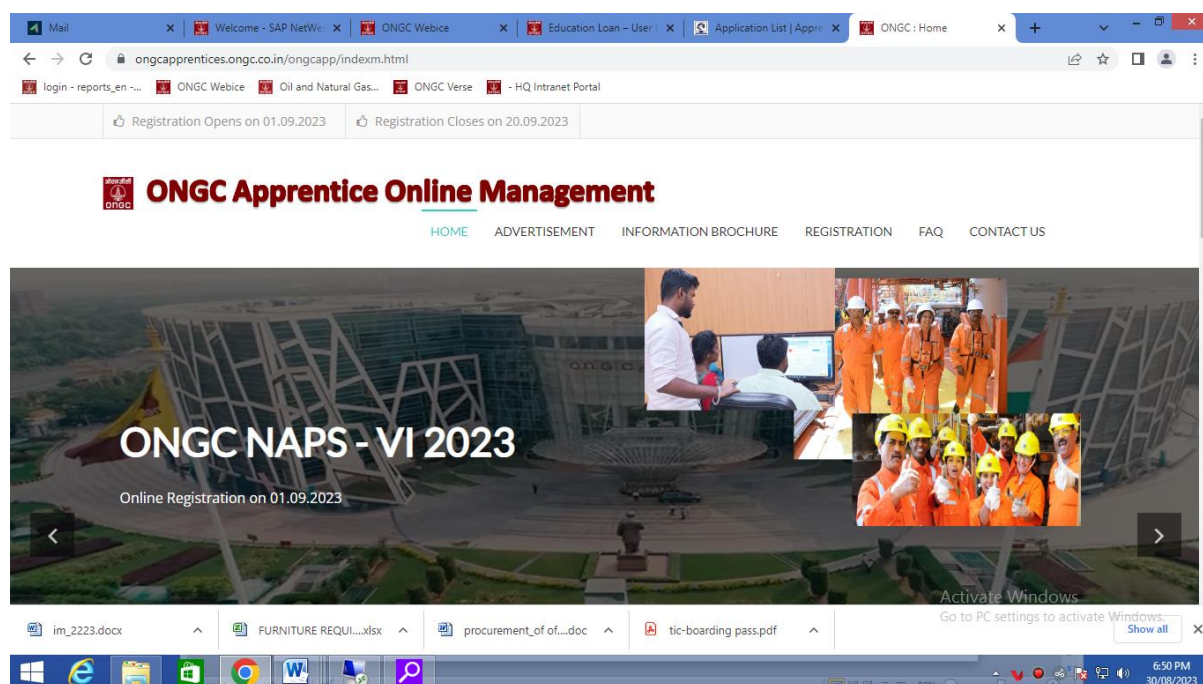 Mail
Welcome - SAP NetWe
ONGC Webice
Education Loan – User
Application List | Appre
ONGC : Home
ongcapprentices.ongc.co.in/ongcapp/indexm.html
login - reports_en -...
ONGC Webice
Oil and Natural Gas...
ONGC Verse
- HQ Intranet Portal
Registration Opens on 01.09.2023
Registration Closes on 20.09.2023
ongc
ONGC Apprentice Online Management
HOME
ADVERTISEMENT
INFORMATION BROCHURE
REGISTRATION
FAQ
CONTACT US
ONGC NAPS - VI 2023
Online Registration on 01.09.2023
Activate Windows
Go to PC settings to activate Windows.
im_2223.docx
FURNITURE REQUI....xlsx
procurement_of of....doc
tic-boarding pass.pdf
Show all
6:50 PM
30/08/2023